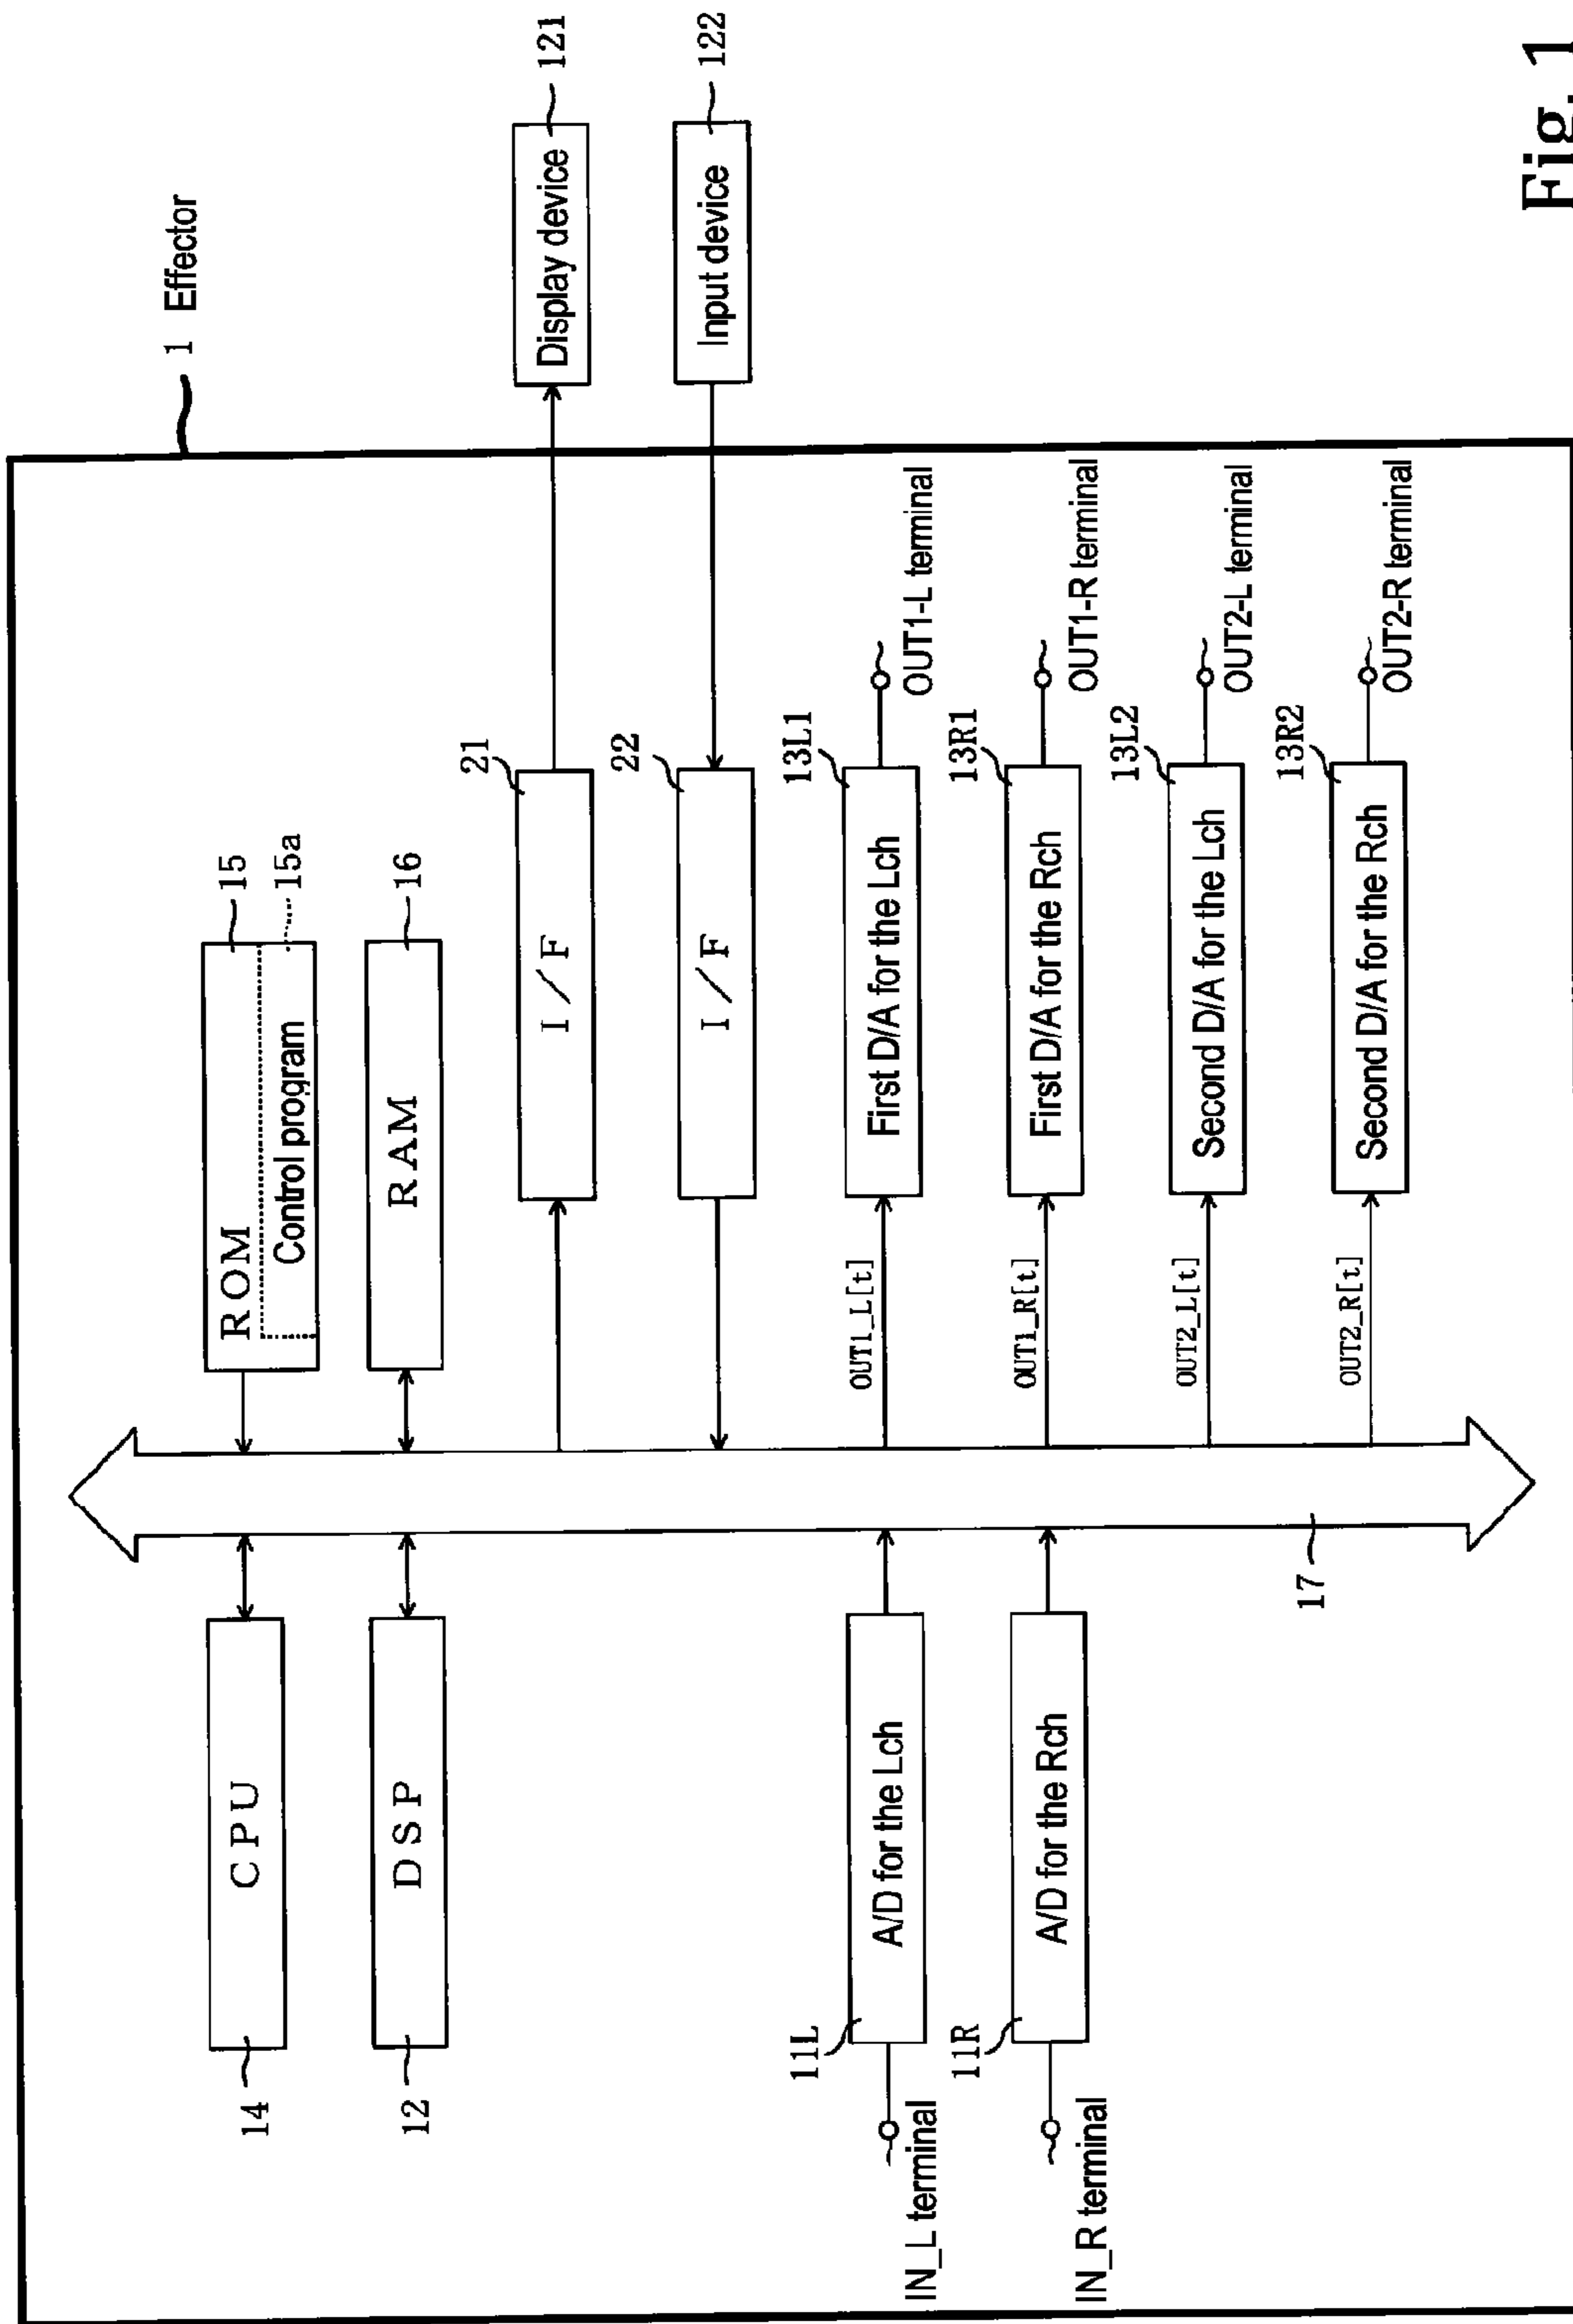 1 Effector
14
CPU
ROM
15
Control program
15a
12
DSP
RAM
16
I/F
21
Display device
121
I/F
22
Input device
122
IN_L terminal
11L
A/D for the Lch
OUT1_L[t]
First D/A for the Lch
13L1
OUT1-L terminal
IN_R terminal
11R
A/D for the Rch
OUT1_R[t]
First D/A for the Rch
13R1
OUT1-R terminal
OUT2_L[t]
Second D/A for the Lch
13L2
OUT2-L terminal
17
OUT2_R[t]
Second D/A for the Rch
13R2
OUT2-R terminal
Fig. 1